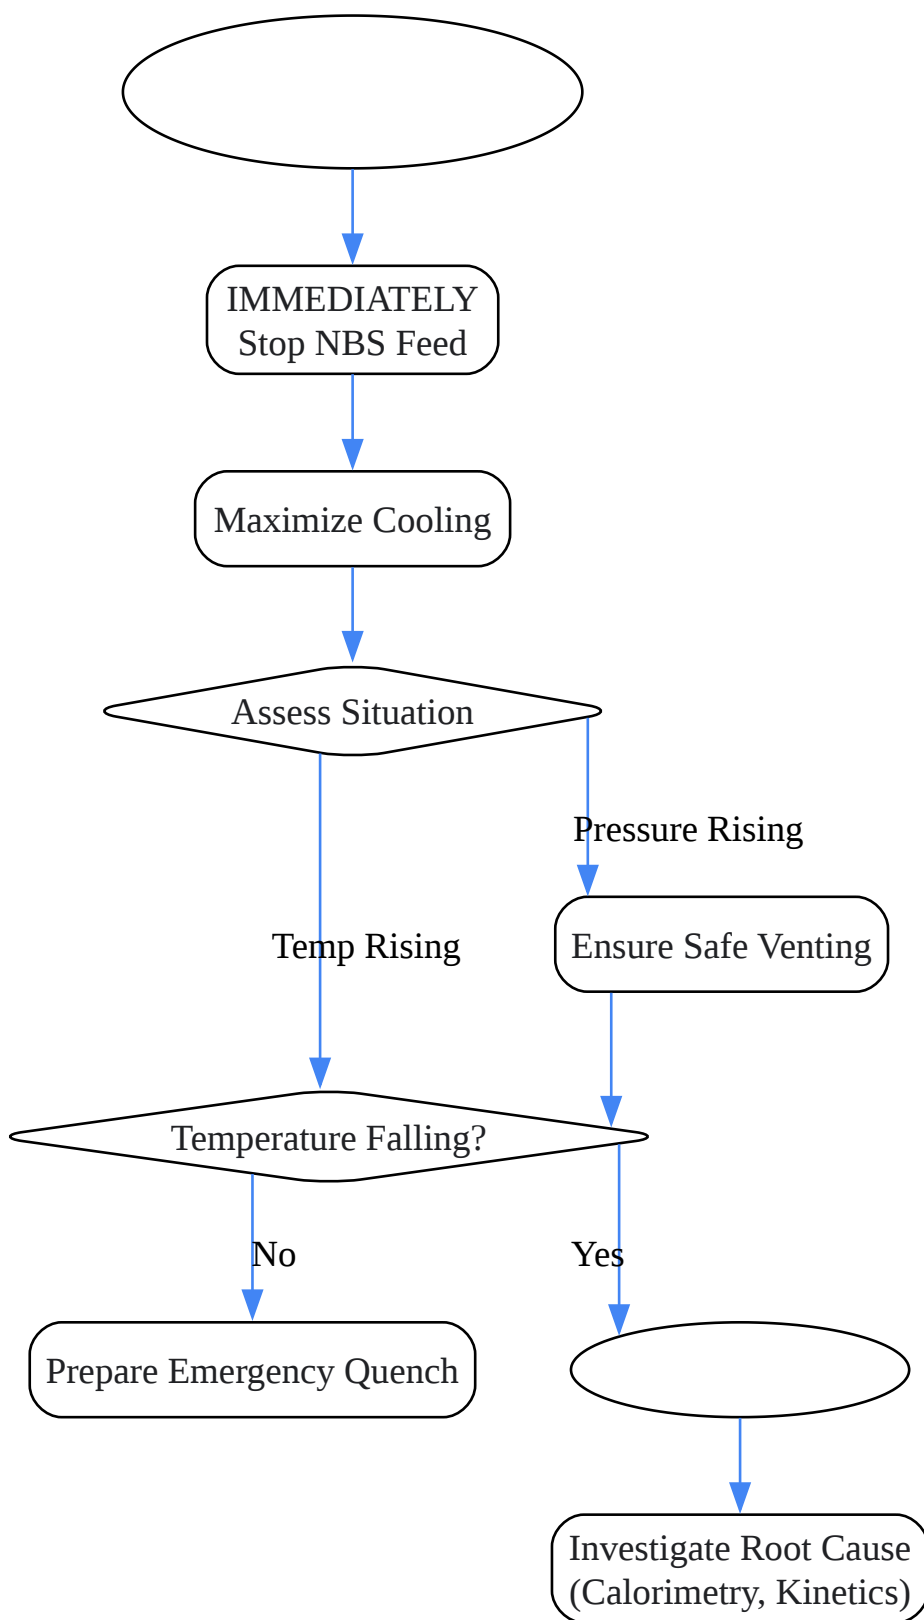 IMMEDIATELY
Stop NBS Feed
Maximize Cooling
Assess Situation
Pressure Rising
Temp Rising
Ensure Safe Venting
Temperature Falling?
No
Yes
Prepare Emergency Quench
Investigate Root Cause
(Calorimetry, Kinetics)